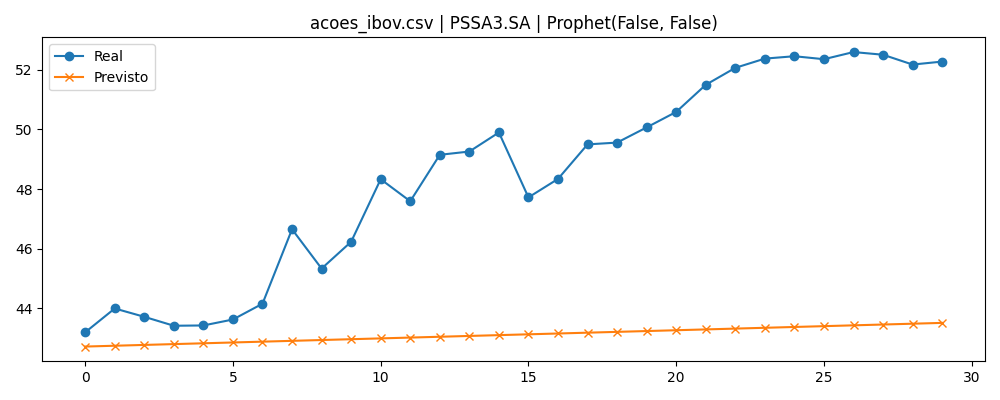 acoes_ibov.csv | PSSA3.SA | Prophet(False, False)
Real
Previsto
52
50
48
46
44
0 5 10 15 20 25 30